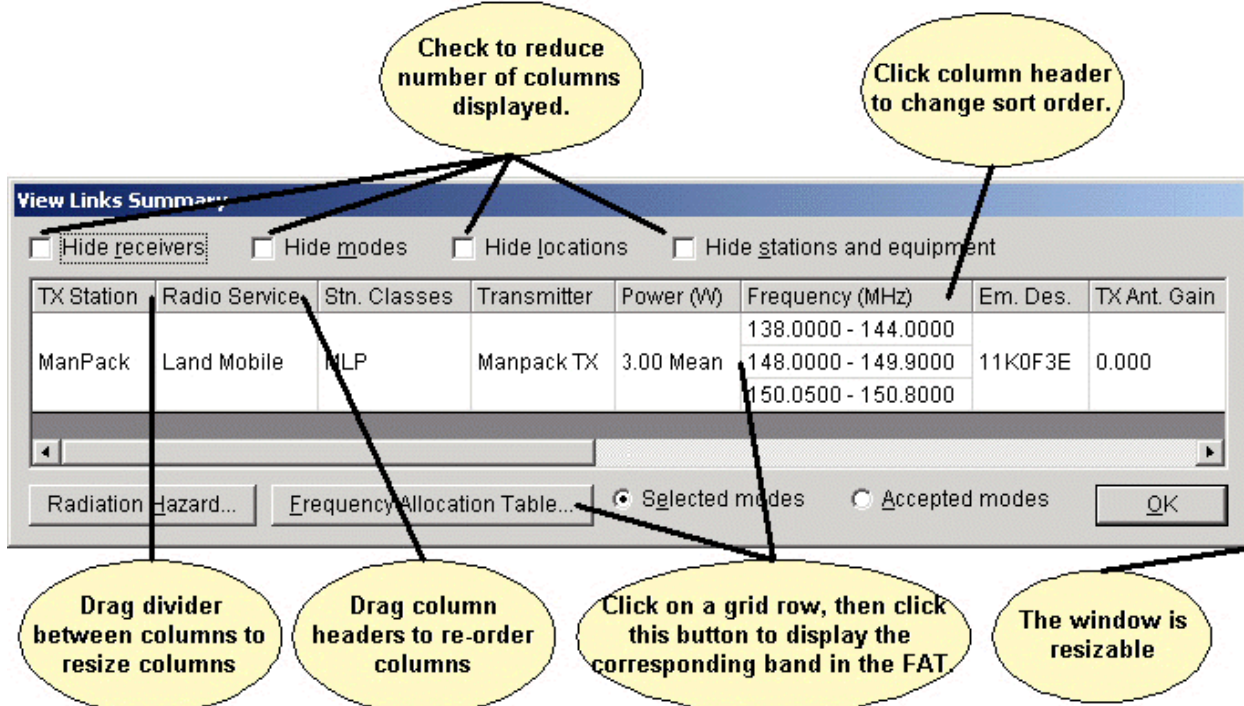 Check to reduce
number of columns
displayed.
Click column header
to change sort order.
View Links Summary
Hide receivers
Hide modes
Hide locations
Hide stations and equipment
TX Station
Radio Service
Stn. Classes
Transmitter
Power (W)
Frequency (MHz)
Em. Des.
TX Ant. Gain
ManPack
Land Mobile
MLP
Manpack TX
3.00 Mean
138.0000 - 144.0000
148.0000 - 149.9000
150.0500 - 150.8000
11K0F3E
0.000
Radiation Hazard...
Frequency Allocation Table...
Selected modes
Accepted modes
OK
Drag divider
between columns to
resize columns
Drag column
headers to re-order
columns
Click on a grid row, then click
this button to display the
corresponding band in the FAT.
The window is
resizable